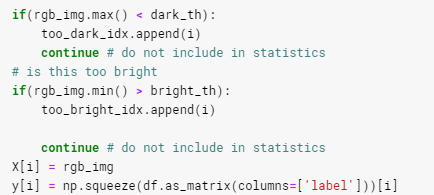 if(rgb_img.max() < dark_th):
    too_dark_idx.append(i)
    continue # do not include in statistics
# is this too bright
if(rgb_img.min() > bright_th):
    too_bright_idx.append(i)

    continue # do not include in statistics
X[i] = rgb_img
y[i] = np.squeeze(df.as_matrix(columns=['label']))[i]